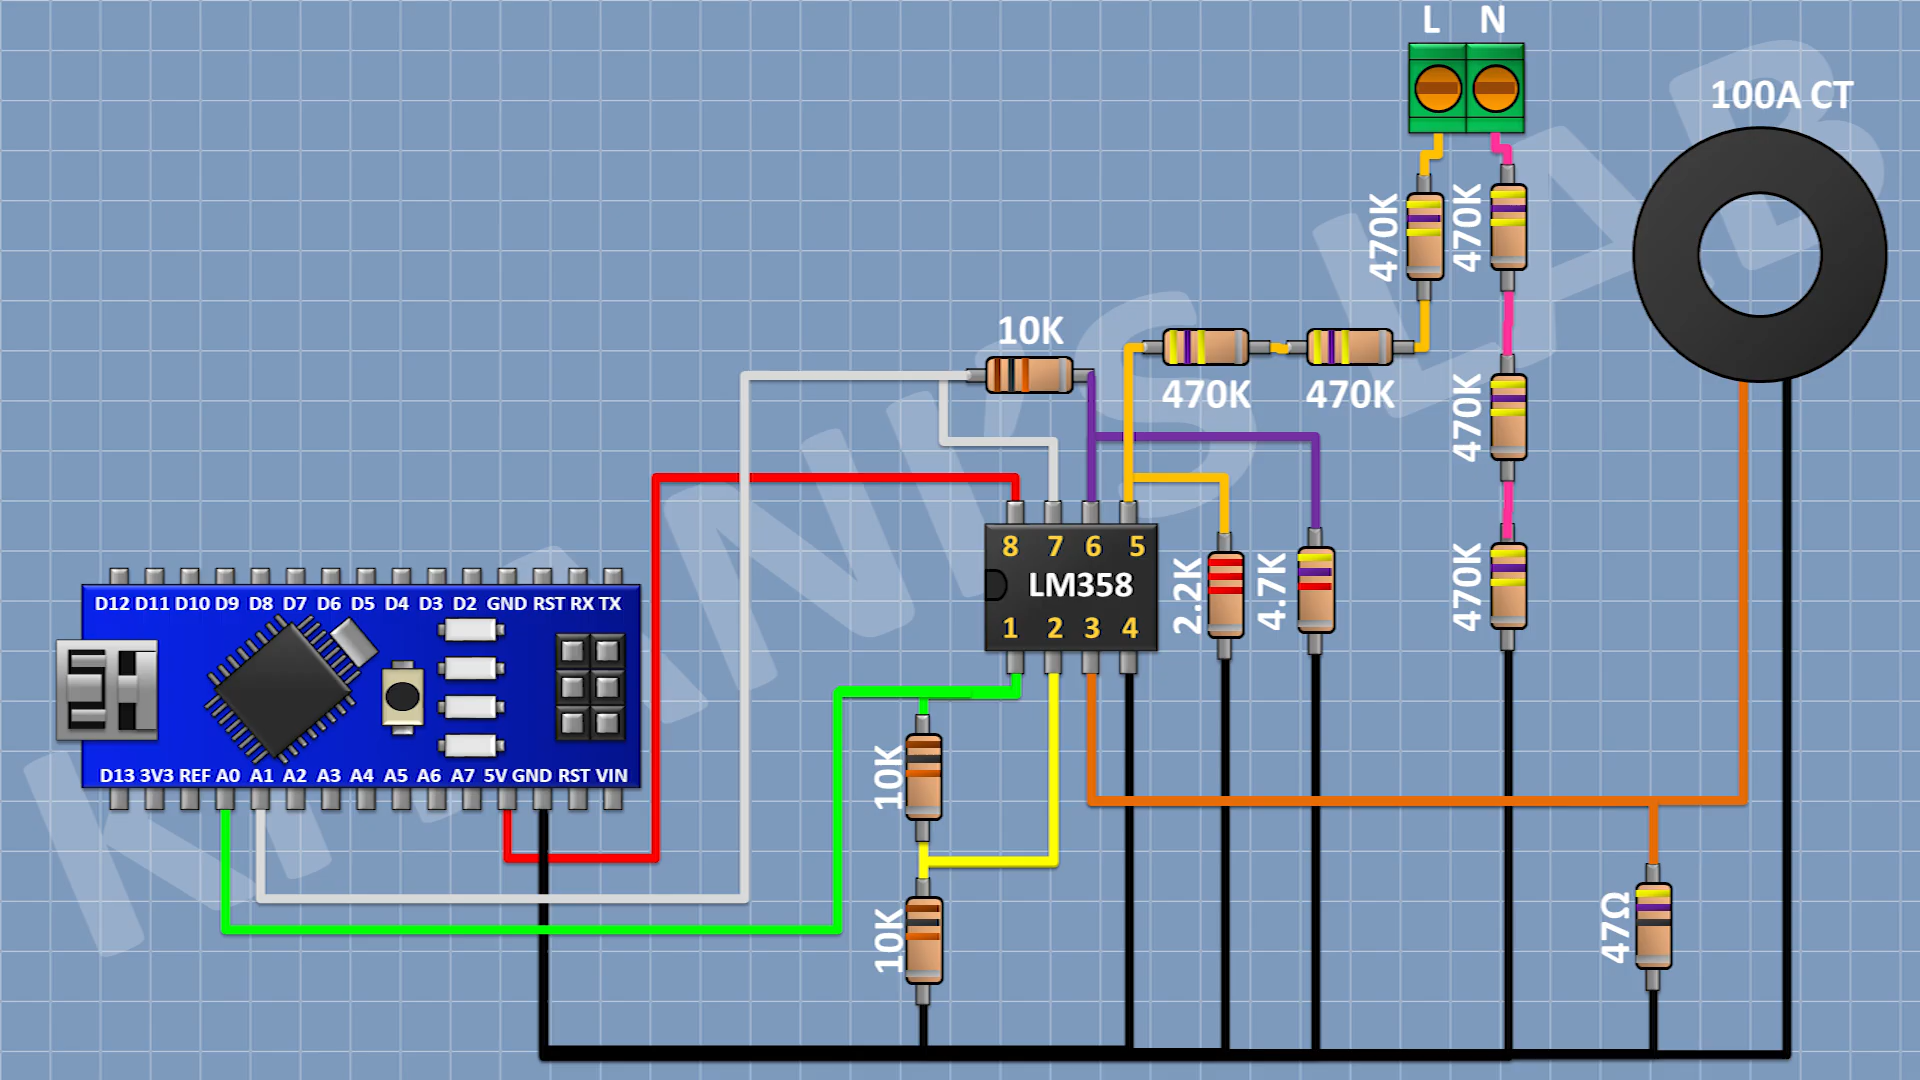 L N
100A CT
470K 470K
10K
470K 470K
470K
8 7 6 5
LM358
1 2 3 4
2.2K 4.7K 470K
D12 D11 D10 D9 D8 D7 D6 D5 D4 D3 D2 GND RST RX TX
D13 3V3 REF A0 A1 A2 A3 A4 A5 A6 A7 5V GND RST VIN
10K
10K
47Ω
KHANKS LAB